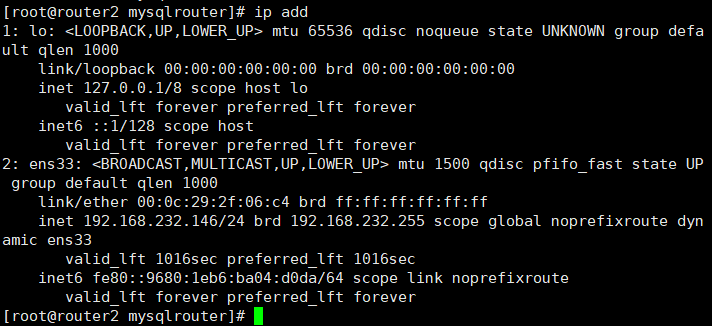 [root@router2 mysqlrouter]# ip add
1: lo: <LOOPBACK,UP,LOWER_UP> mtu 65536 qdisc noqueue state UNKNOWN group defa
ult qlen 1000
    link/loopback 00:00:00:00:00:00 brd 00:00:00:00:00:00
    inet 127.0.0.1/8 scope host lo
       valid_lft forever preferred_lft forever
    inet6 ::1/128 scope host
       valid_lft forever preferred_lft forever
2: ens33: <BROADCAST,MULTICAST,UP,LOWER_UP> mtu 1500 qdisc pfifo_fast state UP
 group default qlen 1000
    link/ether 00:0c:29:2f:06:c4 brd ff:ff:ff:ff:ff:ff
    inet 192.168.232.146/24 brd 192.168.232.255 scope global noprefixroute dyn
amic ens33
       valid_lft 1016sec preferred_lft 1016sec
    inet6 fe80::9680:1eb6:ba04:d0da/64 scope link noprefixroute
       valid_lft forever preferred_lft forever
[root@router2 mysqlrouter]#